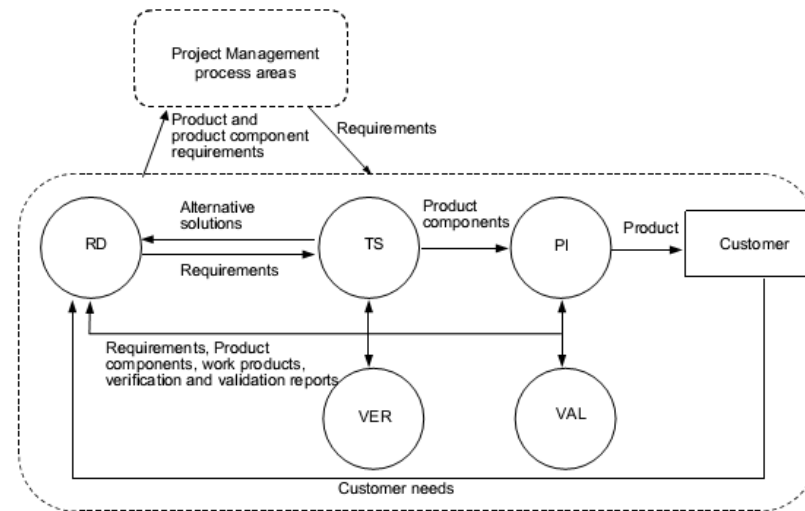 Project Management
process areas
Product and
product component
requirements
Requirements
RD
Alternative
solutions
Requirements
TS
Product
components
PI
Product
Customer
Requirements, Product
components, work products,
verification and validation reports
VER
VAL
Customer needs